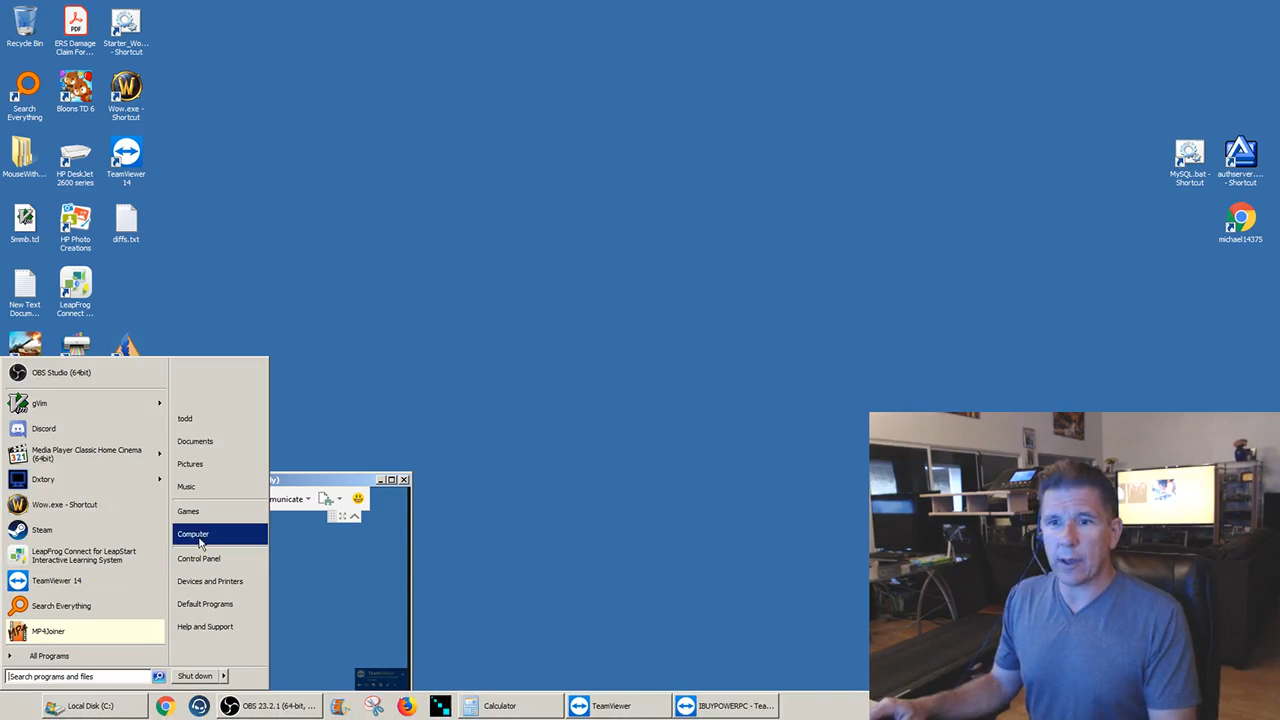 Recycle Bin
ERS Damage
Claim For...
Starter_Wo...
- Shortcut
Search
Everything
Bloons TD 6
Wow.exe -
Shortcut
MouseWith...
HP DeskJet
2600 series
TeamViewer
14
5mmb.td
HP Photo
Creations
diffs.txt
New Text
Docum...
LeapFrog
Connect ...
MySQL.bat -
Shortcut
authserver....
- Shortcut
michael14375
OBS Studio (64bit)
gVim
Discord
Media Player Classic Home Cinema
(64bit)
Dxtory
Wow.exe - Shortcut
Steam
LeapFrog Connect for LeapStart
Interactive Learning System
TeamViewer 14
Search Everything
MP4Joiner
All Programs
Search programs and files
todd
Documents
Pictures
Music
Games
Computer
Control Panel
Devices and Printers
Default Programs
Help and Support
Shut down
ly)
municate
Local Disk (C:)
OBS 23.2.1 (64-bit, ...
Calculator
TeamViewer
IBUYPOWERPC - Tea...